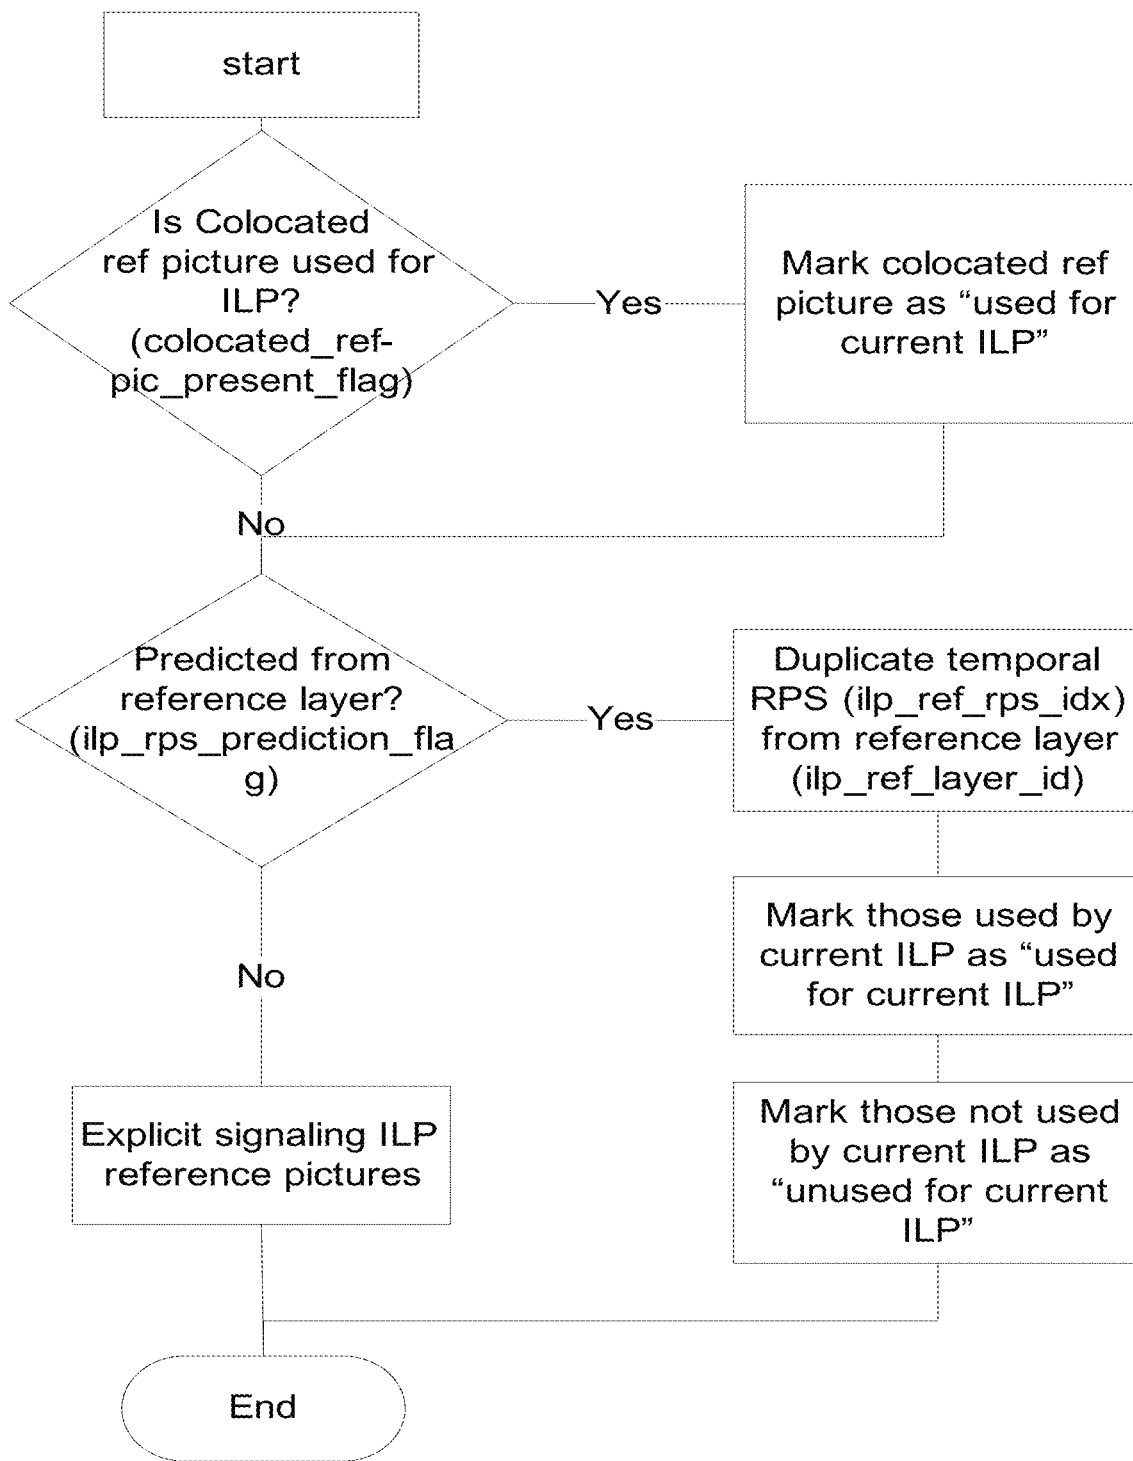 start
Is Colocated
ref picture used for
ILP?
(colocated_ref-
pic_present_flag)
Yes
Mark colocated ref
picture as “used for
current ILP”
No
Predicted from
reference layer?
(ilp_rps_prediction_fla
g)
Yes
Duplicate temporal
RPS (ilp_ref_rps_idx)
from reference layer
(ilp_ref_layer_id)
Mark those used by
current ILP as “used
for current ILP”
Mark those not used
by current ILP as
“unused for current
ILP”
No
Explicit signaling ILP
reference pictures
End